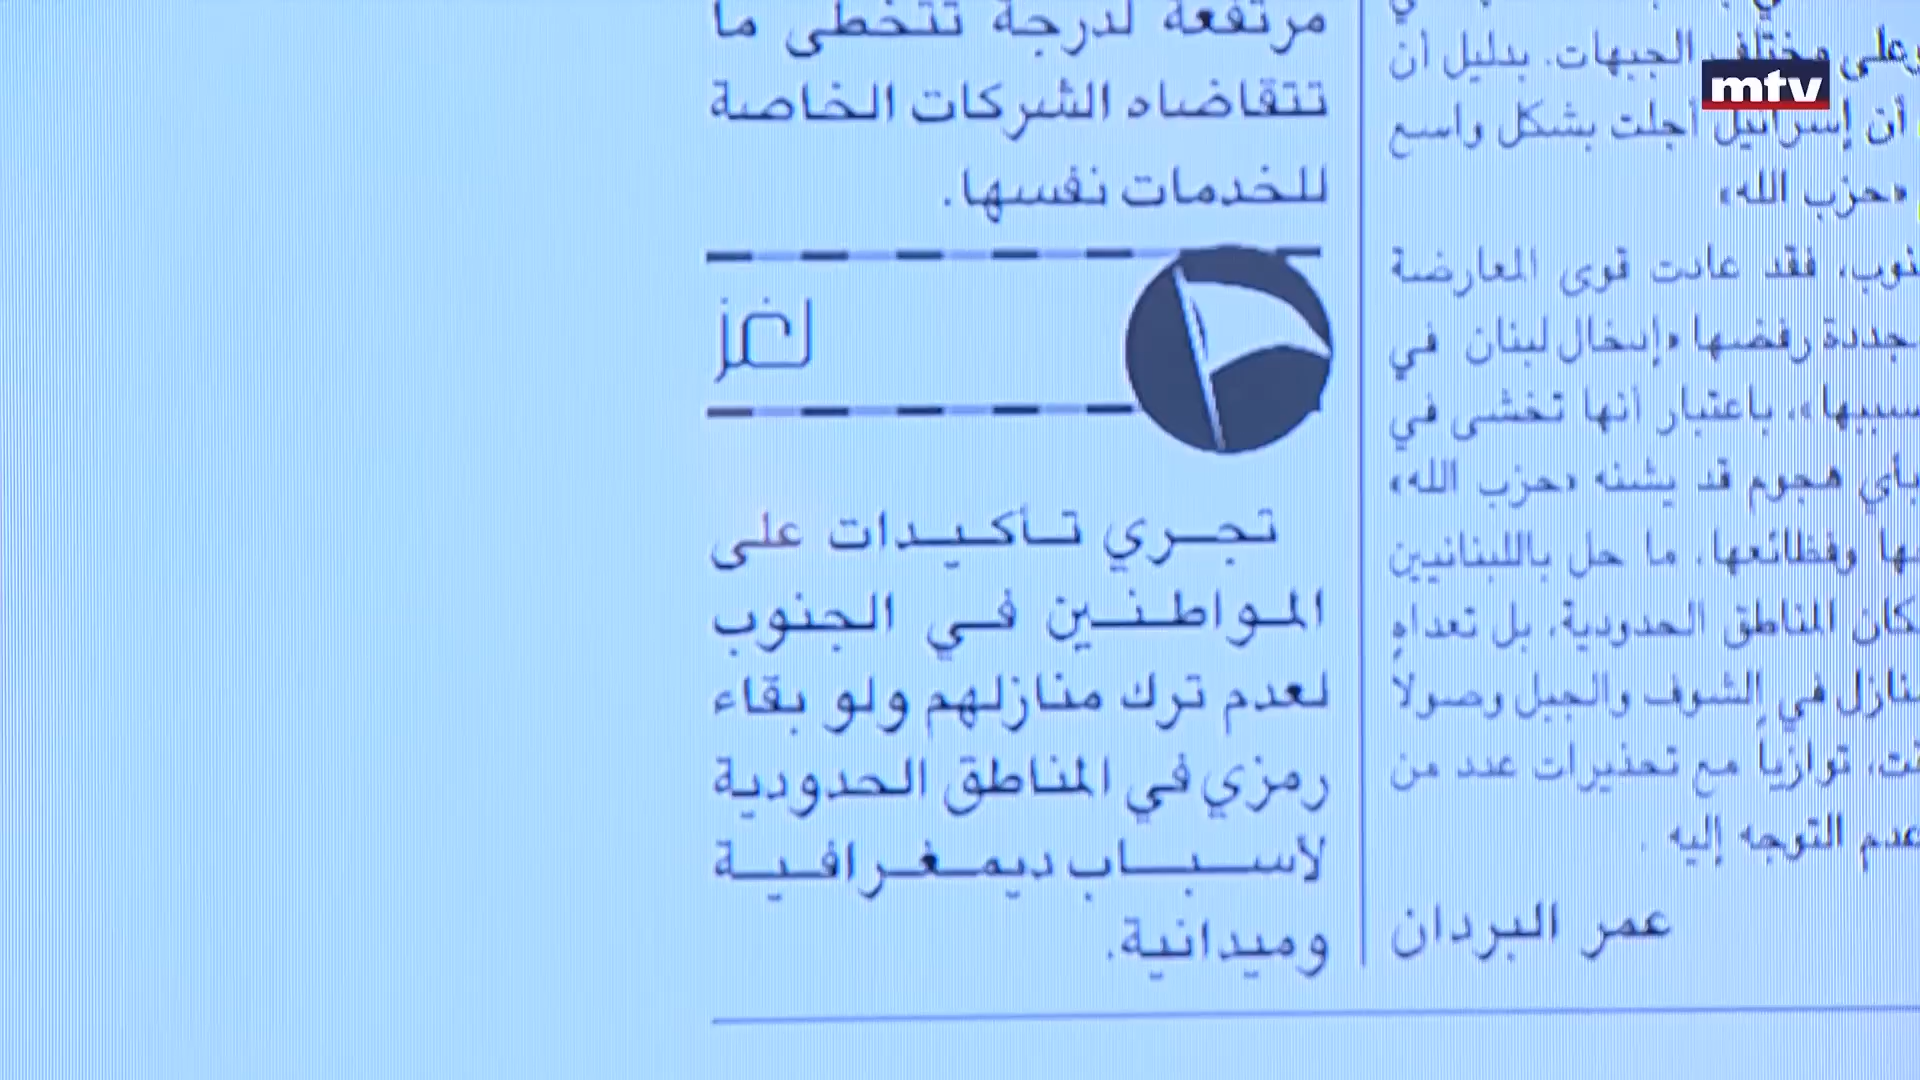 mtv
وعلى مختلف الجبهات. بدليل أن
أن إسرائيل أجلت بشكل واسع
«حزب الله»
فقد عادت قوى المعارضة
رفضها «إدخال لبنان في
باعتبار أنها تخشى في
بأي هجوم قد يشنه «حزب الله»
وفظائعها. ما حل باللبنانيين
المناطق الحدودية. بل تعداهِ
في الشوف والجبل وصولاً
توازياً مع تحذيرات عدد من
عدم التوجه إليه .
عمر البردان
مرتفعة لدرجة تتخطى ما
تتقاضاه الشركات الخاصة
للخدمات نفسها.
لغز
تجري تأكيدات على
المواطنين في الجنوب
لعدم ترك منازلهم ولو بقاء
رمزي في المناطق الحدودية
لأسباب ديمغرافية
وميدانية.